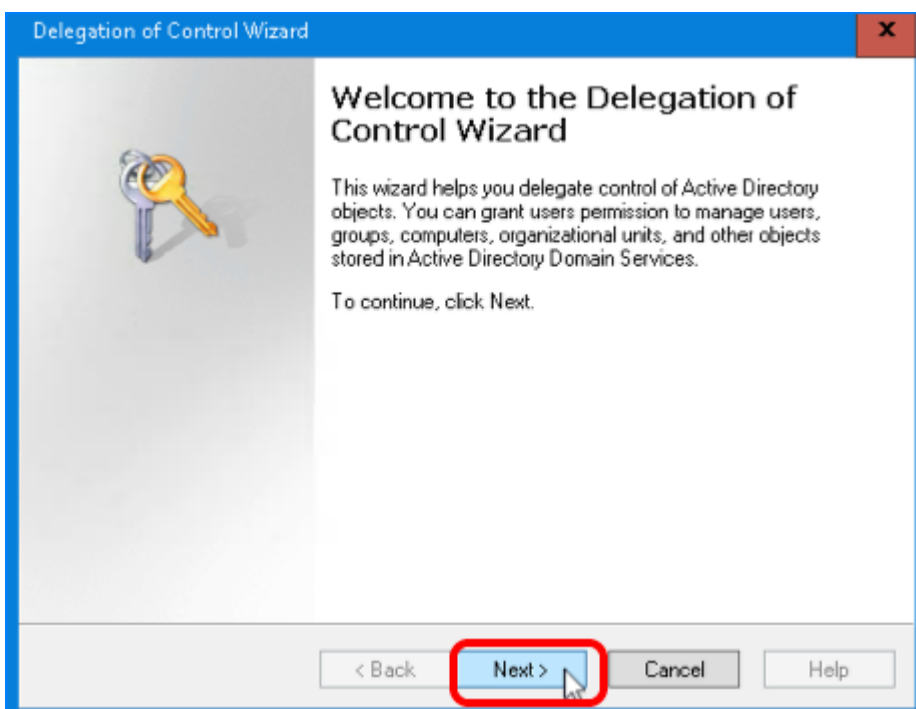 Delegation of Control Wizard
x
Welcome to the Delegation of
Control Wizard
This wizard helps you delegate control of Active Directory
objects. You can grant users permission to manage users,
groups, computers, organizational units, and other objects
stored in Active Directory Domain Services.
To continue, click Next.
< Back Next > Cancel Help